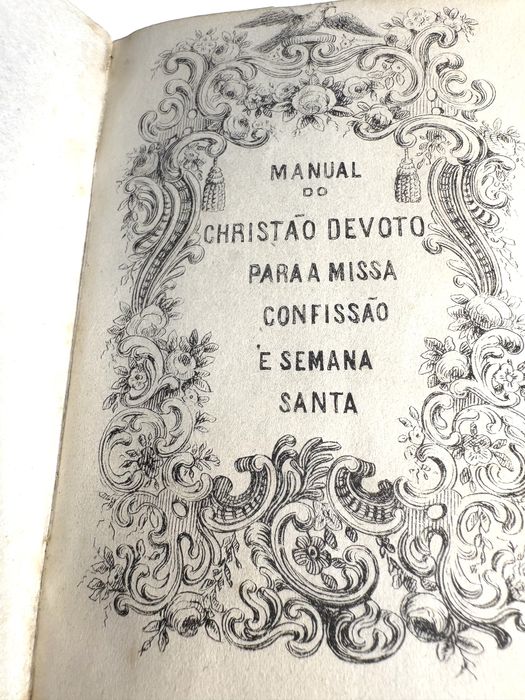 MANUAL
DO
CHRISTÃO DEVOTO
PARA A MISSA
CONFISSÃO
E SEMANA
SANTA